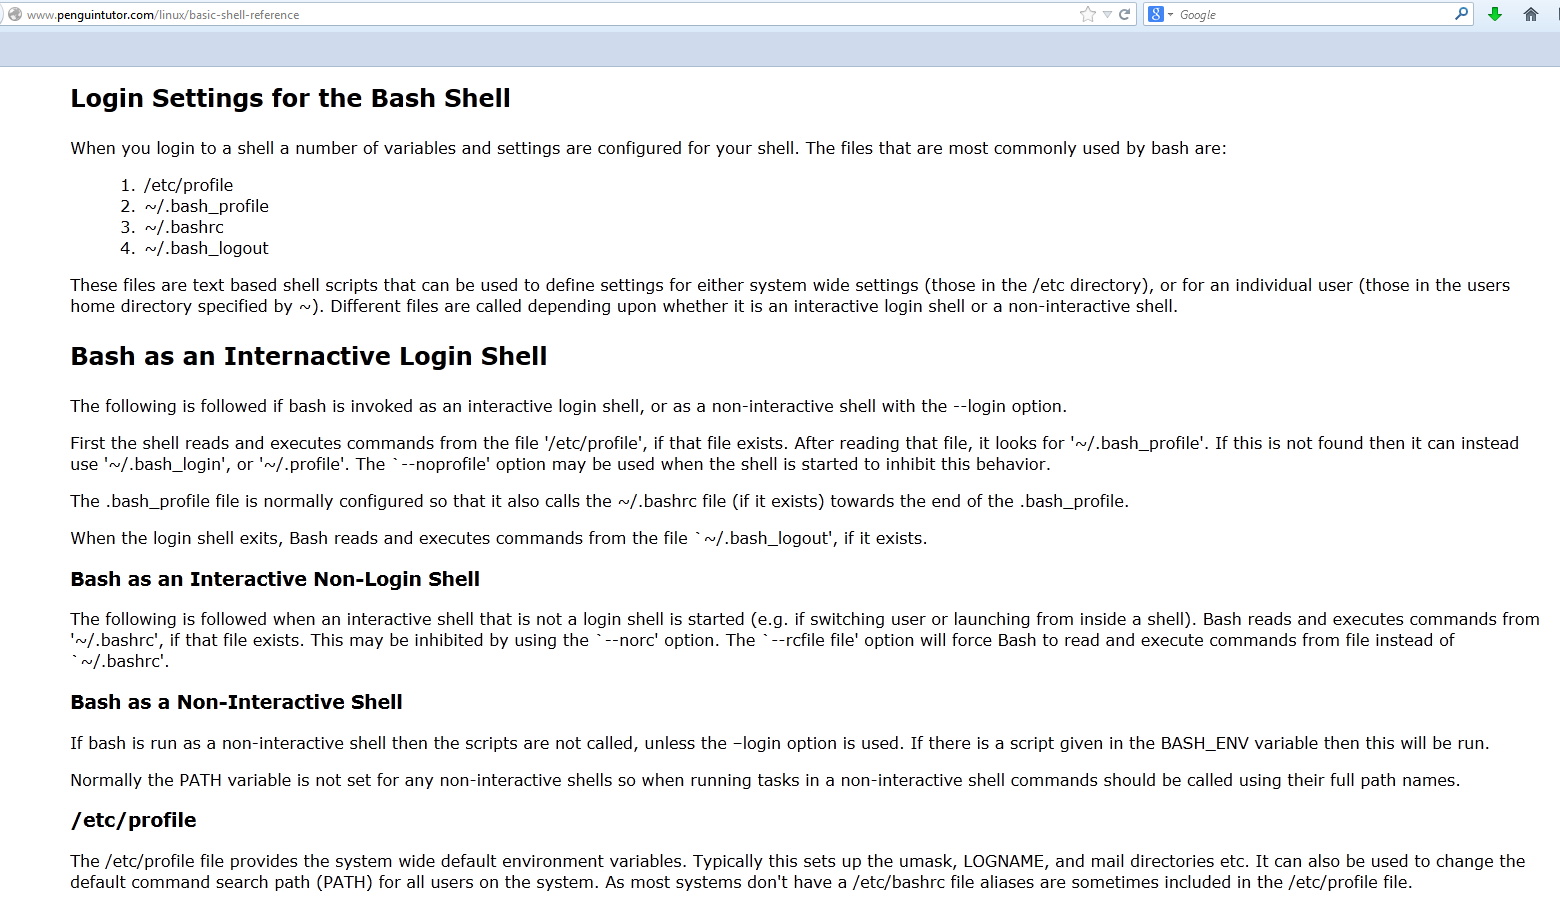 www.penguintutor.com/linux/basic-shell-reference
8
Google
Login Settings for the Bash Shell
When you login to a shell a number of variables and settings are configured for your shell. The files that are most commonly used by bash are:
1. /etc/profile
2. ~/.bash_profile
3. ~/.bashrc
4. ~/.bash_logout
These files are text based shell scripts that can be used to define settings for either system wide settings (those in the /etc directory), or for an individual user (those in the users
home directory specified by ~). Different files are called depending upon whether it is an interactive login shell or a non-interactive shell.
Bash as an Internactive Login Shell
The following is followed if bash is invoked as an interactive login shell, or as a non-interactive shell with the --login option.
First the shell reads and executes commands from the file '/etc/profile', if that file exists. After reading that file, it looks for '~/.bash_profile'. If this is not found then it can instead
use '~/.bash_login', or '~/.profile'. The `--noprofile' option may be used when the shell is started to inhibit this behavior.
The .bash_profile file is normally configured so that it also calls the ~/.bashrc file (if it exists) towards the end of the .bash_profile.
When the login shell exits, Bash reads and executes commands from the file `~/.bash_logout', if it exists.
Bash as an Interactive Non-Login Shell
The following is followed when an interactive shell that is not a login shell is started (e.g. if switching user or launching from inside a shell). Bash reads and executes commands from
'~/.bashrc', if that file exists. This may be inhibited by using the `--norc' option. The `--rcfile file' option will force Bash to read and execute commands from file instead of
`~/.bashrc'.
Bash as a Non-Interactive Shell
If bash is run as a non-interactive shell then the scripts are not called, unless the –login option is used. If there is a script given in the BASH_ENV variable then this will be run.
Normally the PATH variable is not set for any non-interactive shells so when running tasks in a non-interactive shell commands should be called using their full path names.
/etc/profile
The /etc/profile file provides the system wide default environment variables. Typically this sets up the umask, LOGNAME, and mail directories etc. It can also be used to change the
default command search path (PATH) for all users on the system. As most systems don't have a /etc/bashrc file aliases are sometimes included in the /etc/profile file.